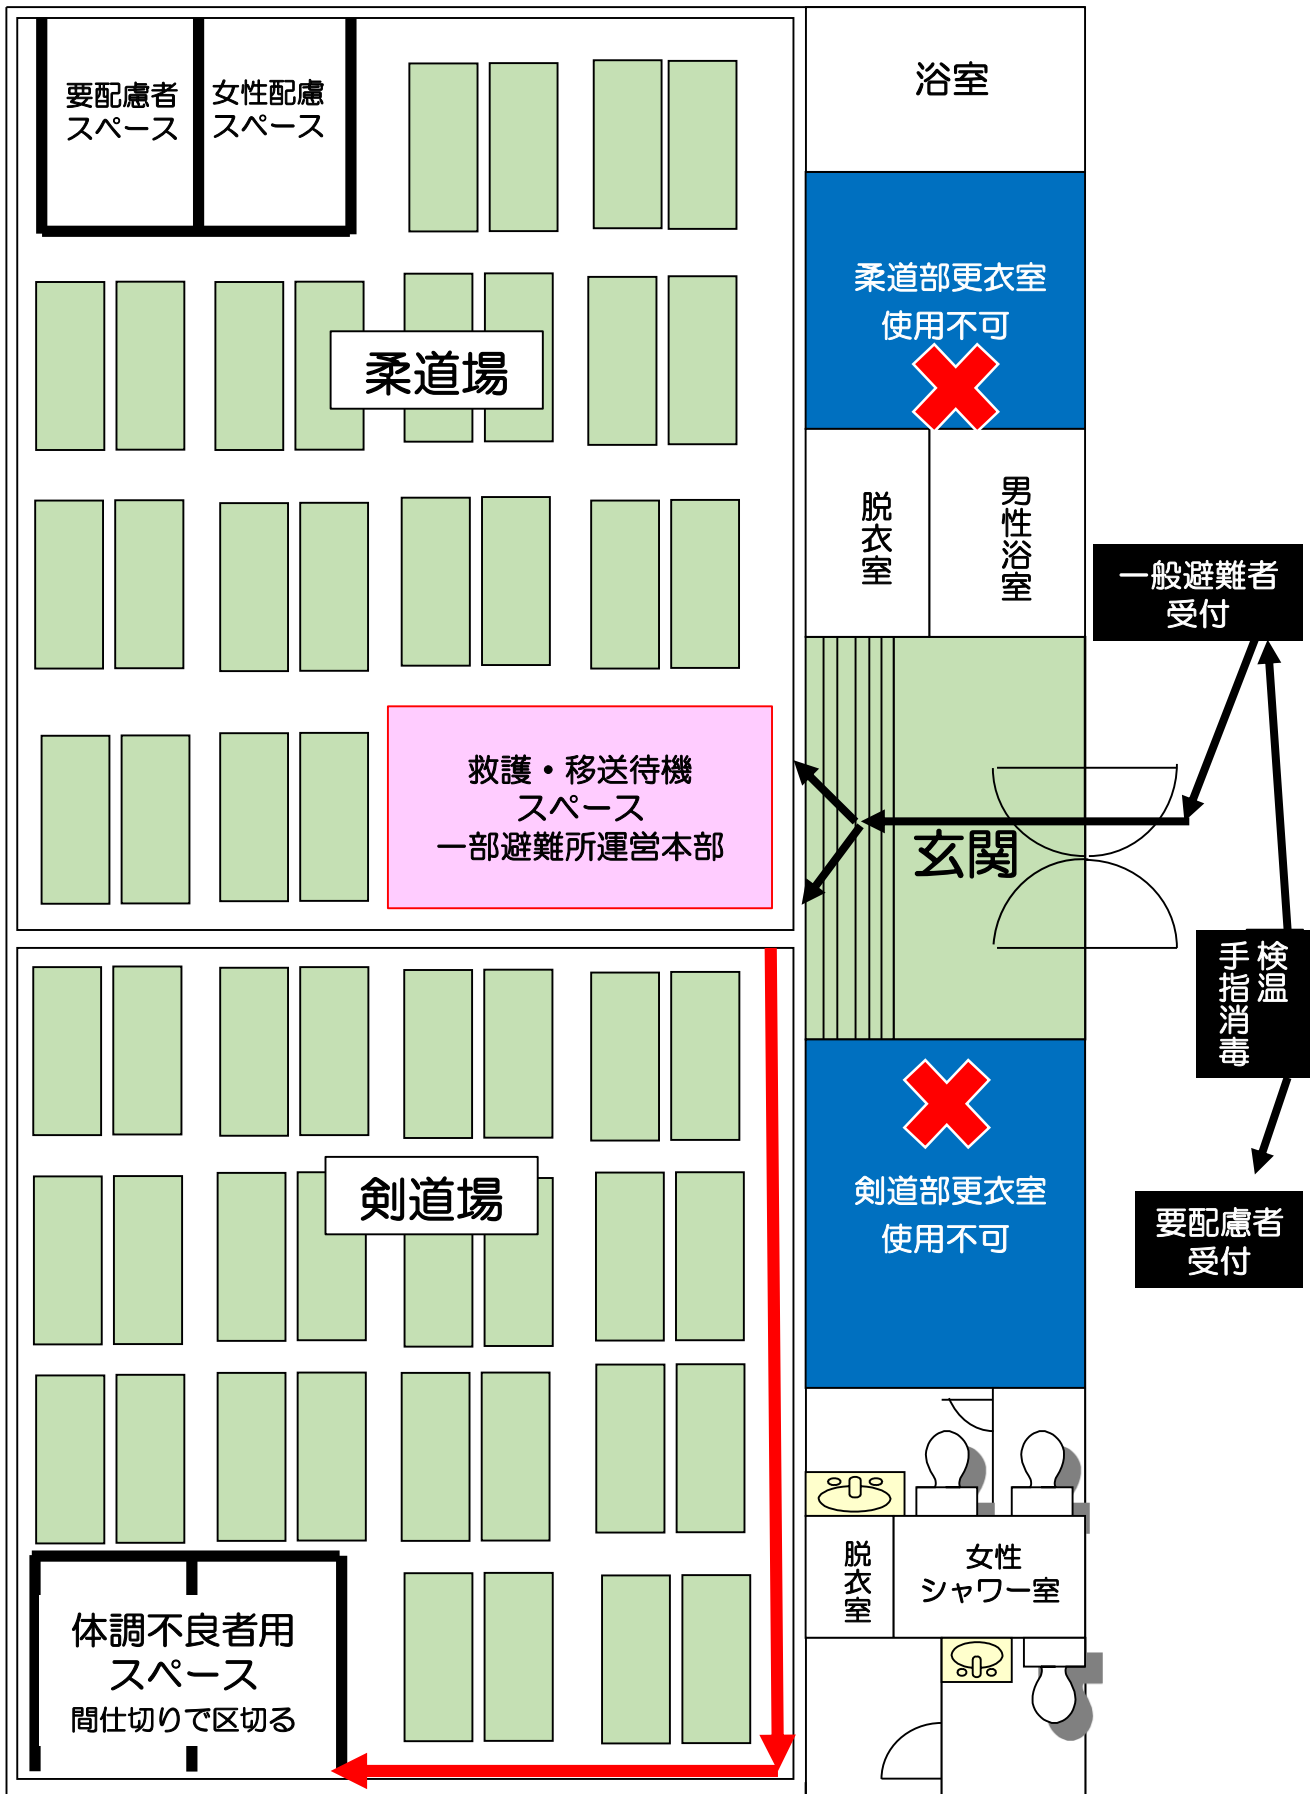 要配慮者
スペース
女性配慮
スペース
浴室
柔道部更衣室
使用不可
柔道場
脱衣室
男性浴室
一般避難者
受付
救護・移送待機
スペース
一部避難所運営本部
玄関
検温
手指消毒
剣道場
剣道部更衣室
使用不可
要配慮者
受付
脱衣室
女性
シャワー室
体調不良者用
スペース
間仕切りで区切る